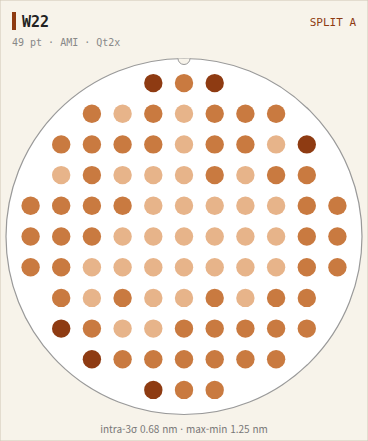 W22
SPLIT A
49 pt · AMI · Qt2x
intra-3σ 0.68 nm · max-min 1.25 nm